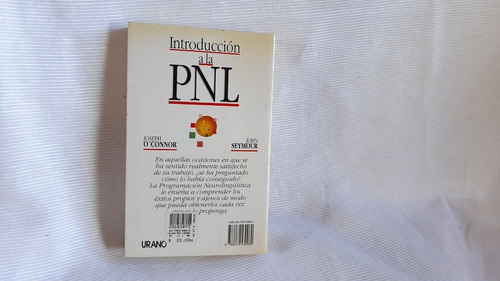 Introducción
a la
PNL
JOSEPH
O'CONNOR
JOHN
SEYMOUR
En aquellas ocasiones en que se
ha sentido realmente satisfecho
de su trabajo, ¿se ha preguntado
cómo lo había conseguido?
La Programación Neurolingüística
le enseña a comprender los
éxitos propios y ajenos de modo
que pueda obtenerlos cada vez
lo proponga.
URANO
$ 20.00